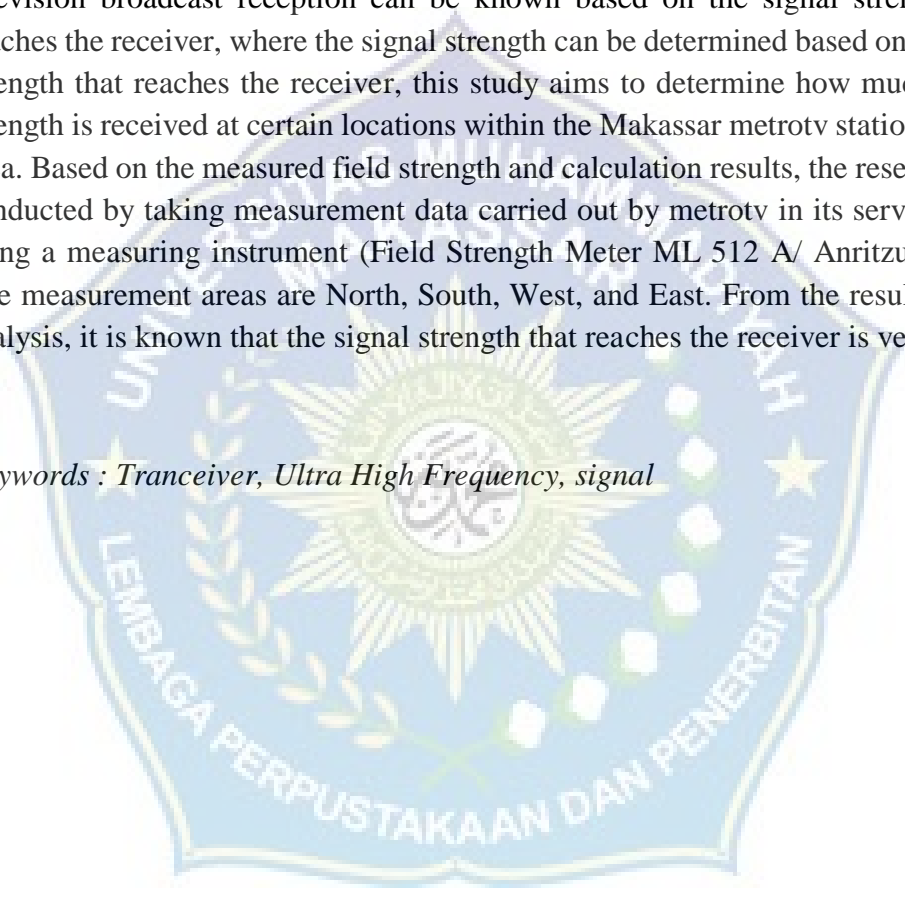 evision broadcast reception can be known based on the signal stren
aches the receiver, where the signal strength can be determined based on
ength that reaches the receiver, this study aims to determine how muc
ength is received at certain locations within the Makassar metrotv statio
a. Based on the measured field strength and calculation results, the rese
nducted by taking measurement data carried out by metrotv in its serv
ng a measuring instrument (Field Strength Meter ML 512 A/ Anritzu
e measurement areas are North, South, West, and East. From the resul
alysis, it is known that the signal strength that reaches the receiver is ve
ywords : Tranceiver, Ultra High Frequency, signal
UNIVERSITAS MUHAMMADIYAH
MAKASSAR
LEMBAGA PERPUSTAKAAN DAN PENERBITAN